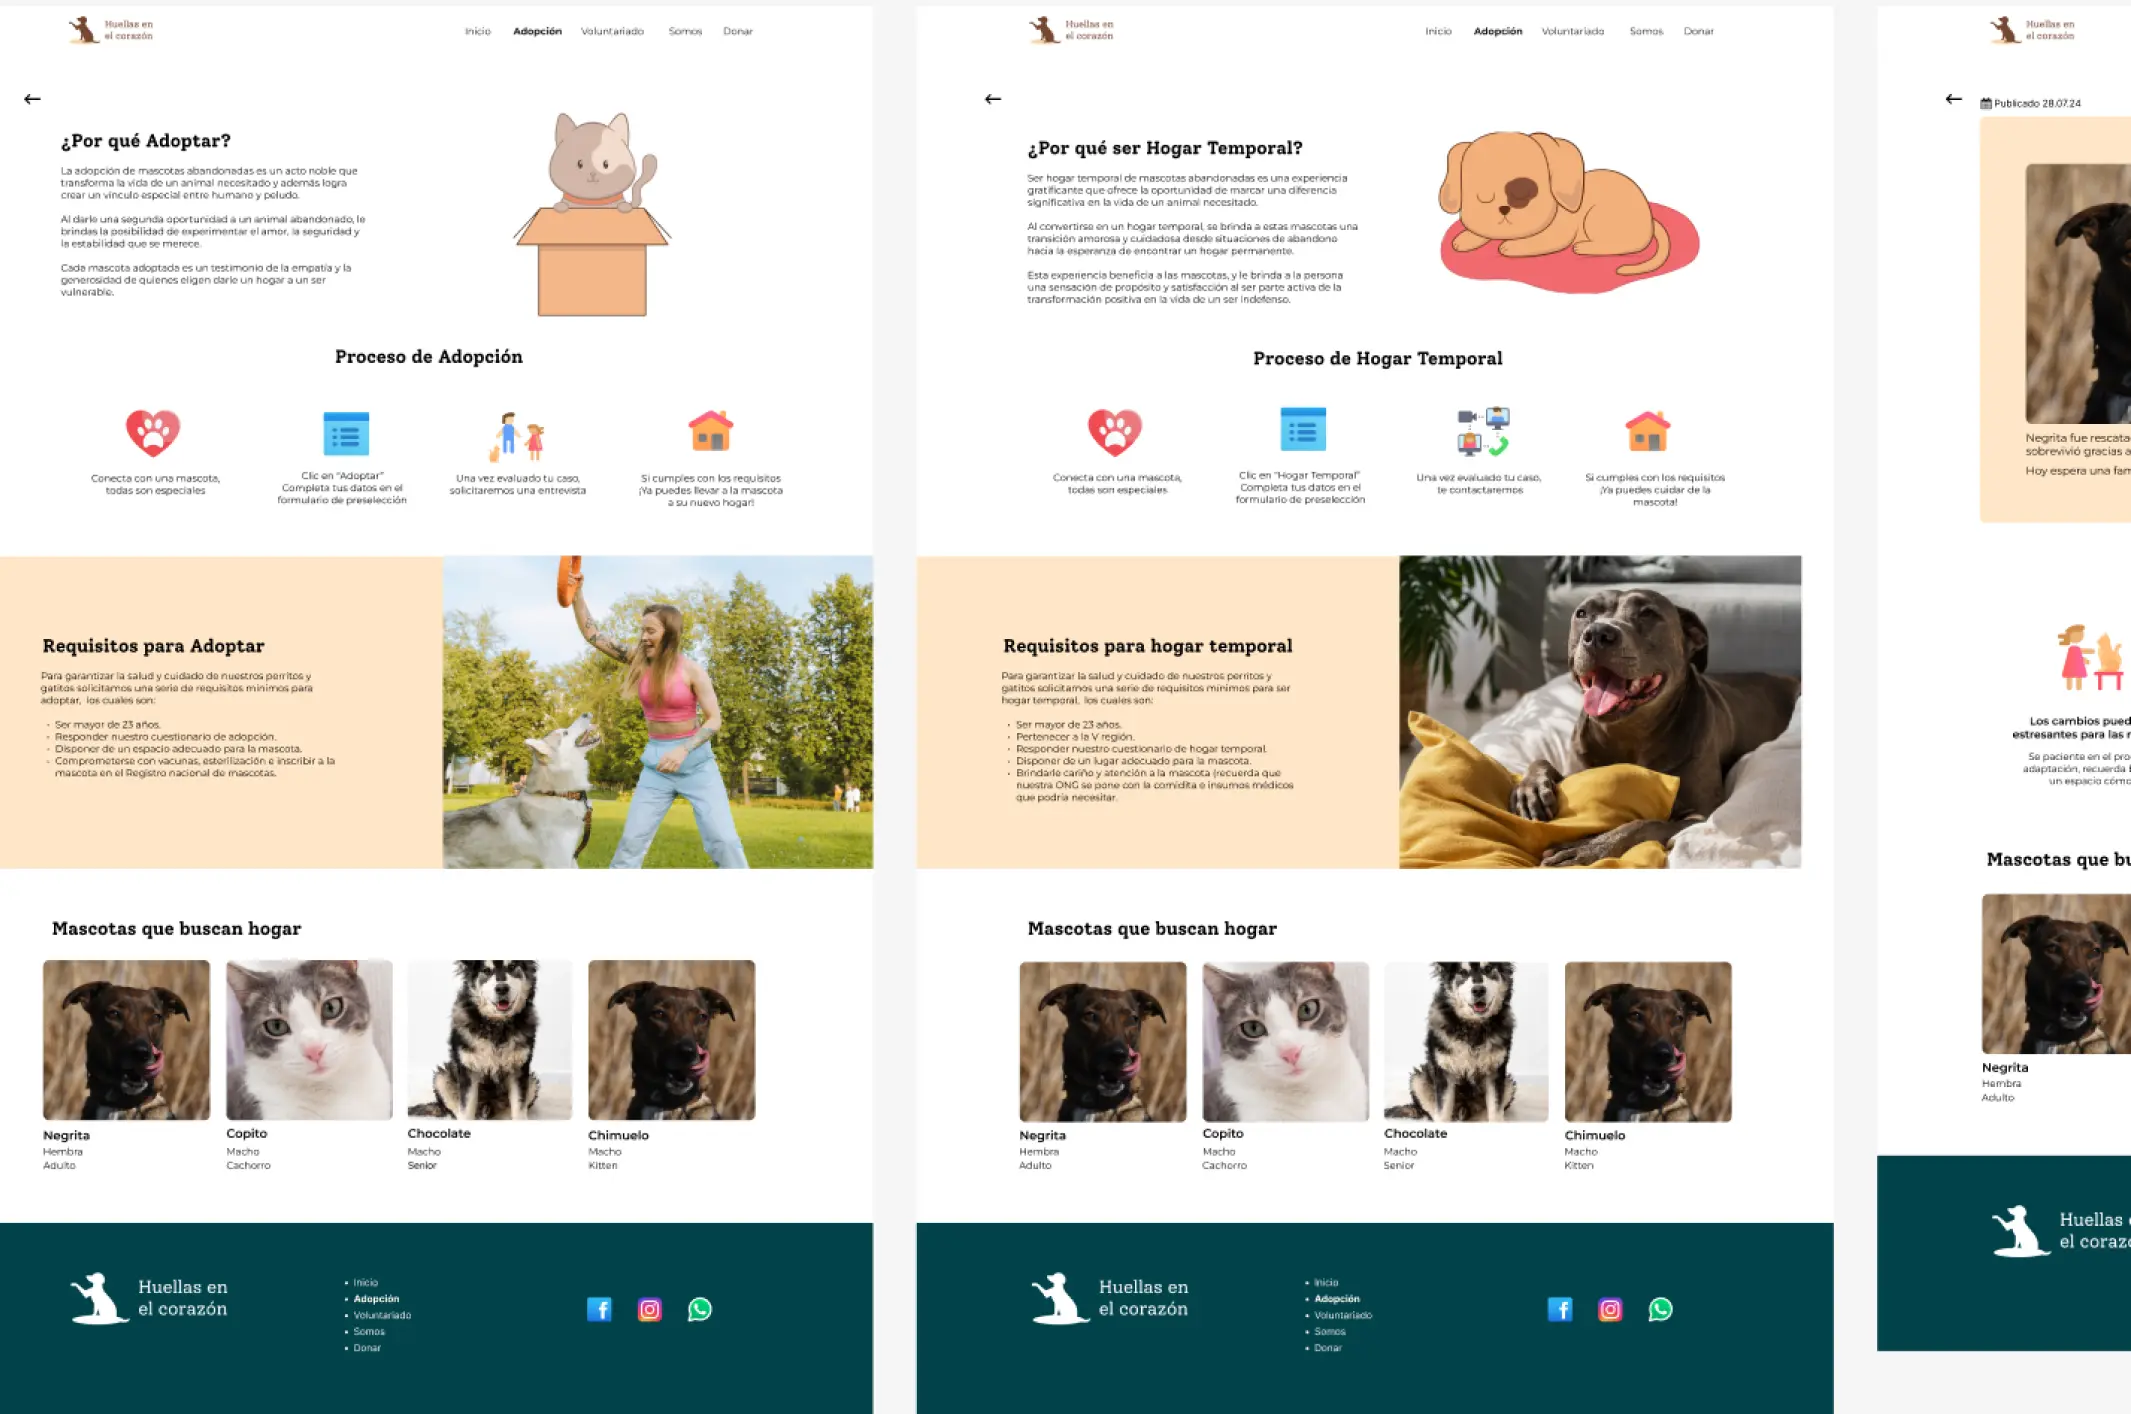 Huellas en
el corazón
Inicio
Adopción
Voluntariado
Somos
Donar
¿Por qué Adoptar?
La adopción de mascotas abandonadas es un acto noble que
transforma la vida de un animal necesitado y además logra
crear un vínculo especial entre humano y peludo.
Al darle una segunda oportunidad a un animal abandonado, le
brindas la posibilidad de experimentar el amor, la seguridad y
la estabilidad que se merece.
Cada mascota adoptada es un testimonio de la empatía y la
generosidad de quienes eligen darle un hogar a un ser
vulnerable.
Proceso de Adopción
Conecta con una mascota,
todas son especiales
Clic en "Adoptar"
Completa tus datos en el
formulario de preselección
Una vez evaluado tu caso,
solicitaremos una entrevista
Si cumples con los requisitos
¡Ya puedes llevar a la mascota
a su nuevo hogar!
Requisitos para Adoptar
Para garantizar la salud y cuidado de nuestros perritos y
gatitos solicitamos una serie de requisitos mínimos para
adoptar, los cuales son:
• Ser mayor de 23 años.
• Responder nuestro cuestionario de adopción.
• Disponer de un espacio adecuado para la mascota.
• Comprometerse con vacunas, esterilización e inscribir a la
mascota en el Registro nacional de mascotas.
Mascotas que buscan hogar
Negrita
Hembra
Adulto
Copito
Macho
Cachorro
Chocolate
Macho
Senior
Chimuelo
Macho
Kitten
Huellas en
el corazón
• Inicio
• Adopción
• Voluntariado
• Somos
• Donar
Huellas en
el corazón
Inicio
Adopción
Voluntariado
Somos
Donar
¿Por qué ser Hogar Temporal?
Ser hogar temporal de mascotas abandonadas es una experiencia
gratificante que ofrece la oportunidad de marcar una diferencia
significativa en la vida de un animal necesitado.
Al convertirse en un hogar temporal, se brinda a estas mascotas una
transición amorosa y cuidadosa desde situaciones de abandono
hacia la esperanza de encontrar un hogar permanente.
Esta experiencia beneficia a las mascotas, y le brinda a la persona
una sensación de propósito y satisfacción al ser parte activa de la
transformación positiva en la vida de un ser indefenso.
Proceso de Hogar Temporal
Conecta con una mascota,
todas son especiales
Clic en "Hogar Temporal"
Completa tus datos en el
formulario de preselección
Una vez evaluado tu caso,
te contactaremos
Si cumples con los requisitos
¡Ya puedes cuidar de la
mascota!
Requisitos para hogar temporal
Para garantizar la salud y cuidado de nuestros perritos y
gatitos solicitamos una serie de requisitos mínimos para ser
hogar temporal, los cuales son:
• Ser mayor de 23 años.
• Pertenecer a la V región.
• Responder nuestro cuestionario de hogar temporal.
• Disponer de un lugar adecuado para la mascota.
• Brindarle cariño y atención a la mascota (recuerda que
nuestra ONG se pone con la comidita e insumos médicos
que podría necesitar.
Mascotas que buscan hogar
Negrita
Hembra
Adulto
Copito
Macho
Cachorro
Chocolate
Macho
Senior
Chimuelo
Macho
Kitten
Huellas en
el corazón
• Inicio
• Adopción
• Voluntariado
• Somos
• Donar
Huellas en
el corazón
Publicado 28.07.24
Negrita fue rescata
sobrevivió gracias a
Hoy espera una fam
Los cambios pued
estresantes para las
Se paciente en el pro
adaptación, recuerda
un espacio cómo
Mascotas que bu
Negrita
Hembra
Adulto
Huellas
el corazo